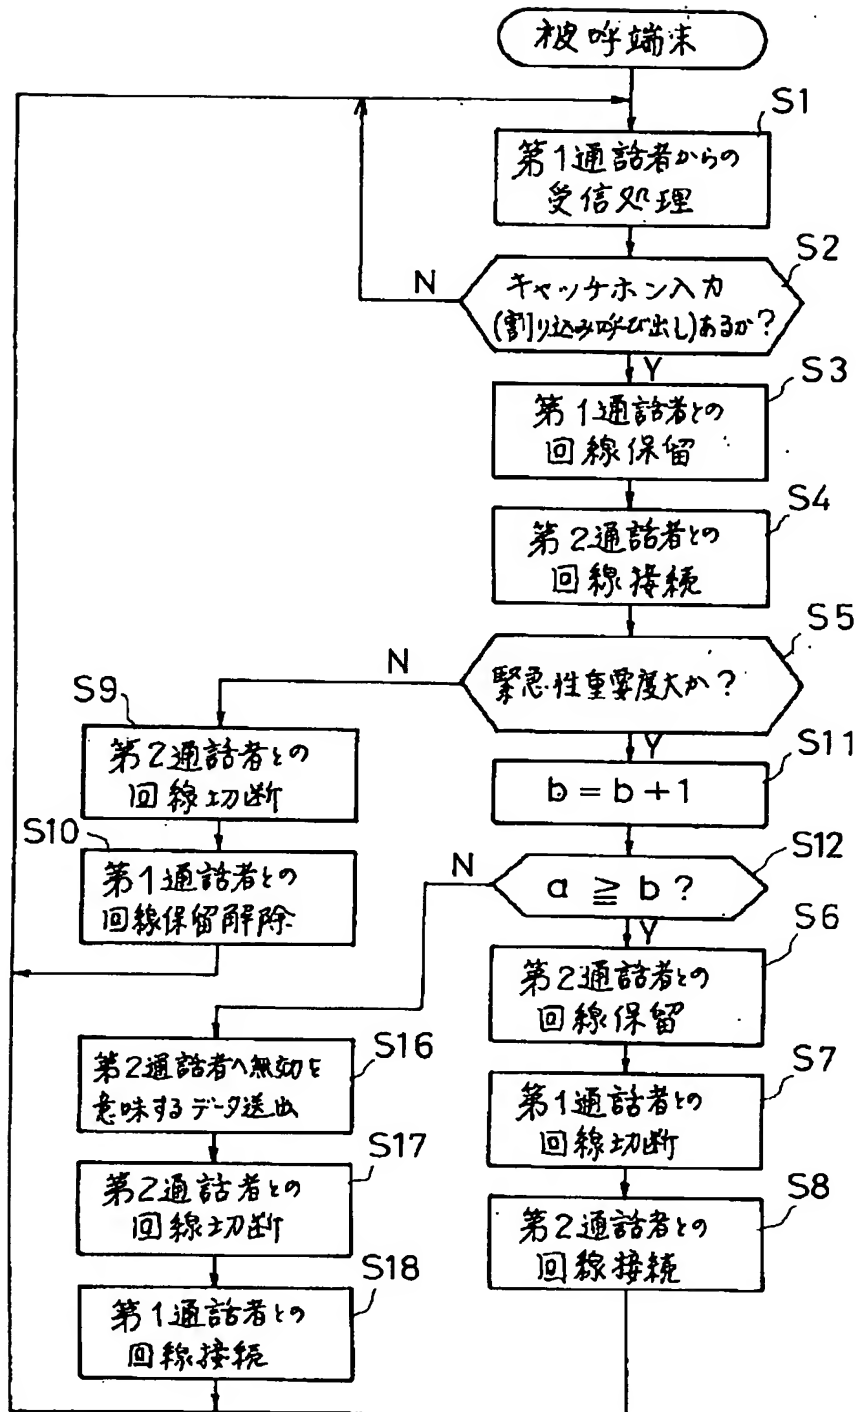 被呼端末
S1
第1通話者からの
受信処理
S2
N
キャッチホン入力
(割り込み呼び出し)あるか?
Y
S3
第1通話者との
回線保留
S4
第2通話者との
回線接続
S5
N
緊急性重要度大か?
Y
S9
第2通話者との
回線切断
S11
b=b+1
S10
第1通話者との
回線保留解除
S12
N
a ≧ b ?
Y
S6
第2通話者との
回線保留
S16
第2通話者へ無効を
意味するデータ送出
S7
第1通話者との
回線切断
S17
第2通話者との
回線切断
S8
第2通話者との
回線接続
S18
第1通話者との
回線接続